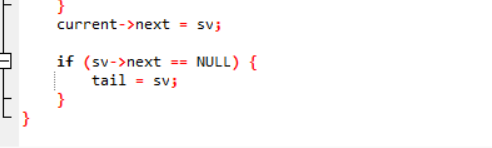 }
current->next = sv;
if (sv->next == NULL) {
tail = sv;
}
}